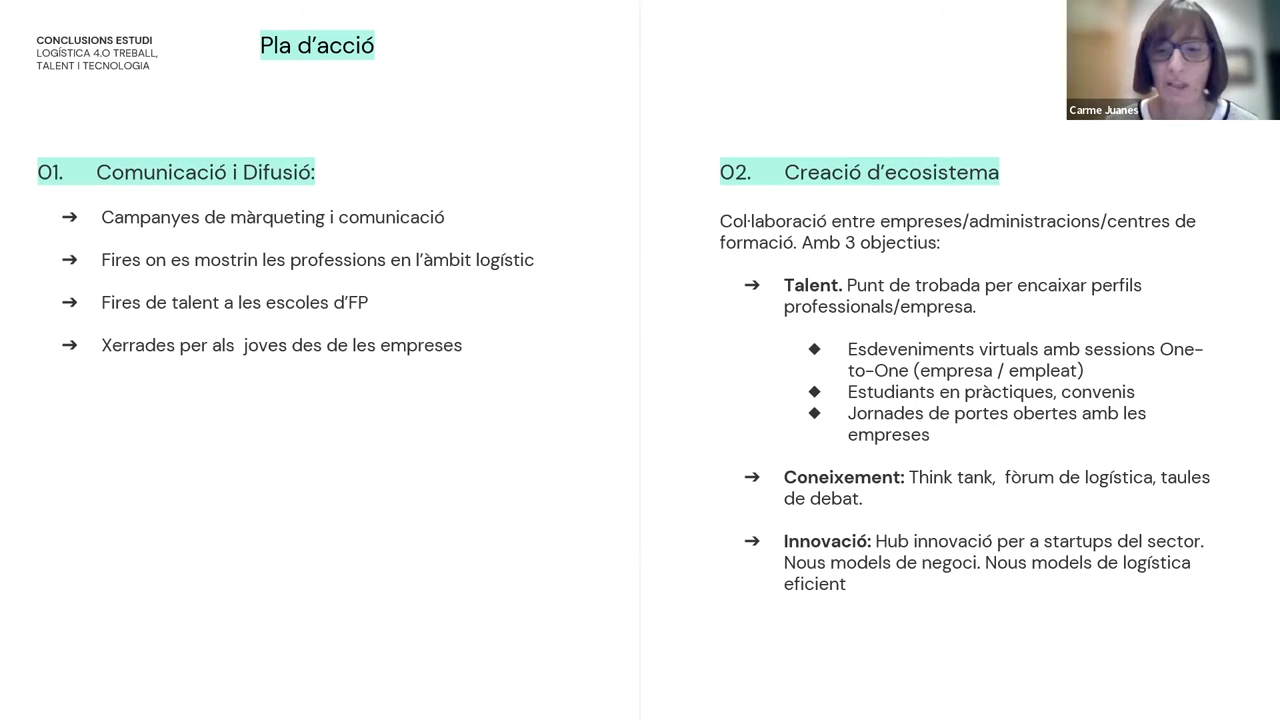 CONCLUSIONS ESTUDI
LOGÍSTICA 4.0 TREBALL,
TALENT I TECNOLOGIA
Pla d’acció
Carme Juanes
01. Comunicació i Difusió:
➔ Campanyes de màrqueting i comunicació
➔ Fires on es mostrin les professions en l’àmbit logístic
➔ Fires de talent a les escoles d’FP
➔ Xerrades per als joves des de les empreses
02. Creació d’ecosistema
Col·laboració entre empreses/administracions/centres de
formació. Amb 3 objectius:
➔ Talent. Punt de trobada per encaixar perfils
professionals/empresa.
◆ Esdeveniments virtuals amb sessions One-
to-One (empresa / empleat)
◆ Estudiants en pràctiques, convenis
◆ Jornades de portes obertes amb les
empreses
➔ Coneixement: Think tank, fòrum de logística, taules
de debat.
➔ Innovació: Hub innovació per a startups del sector.
Nous models de negoci. Nous models de logística
eficient